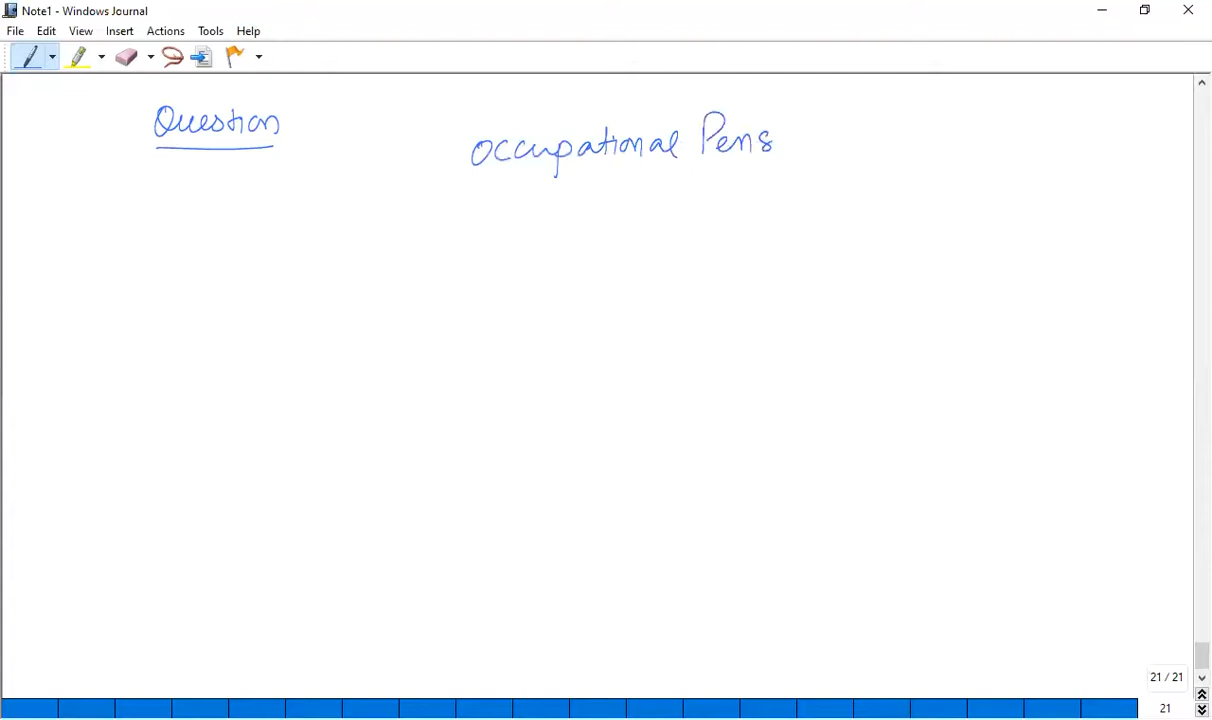 Note1 - Windows Journal
File Edit View Insert Actions Tools Help
Question
Occupational Pens
21 / 21
21